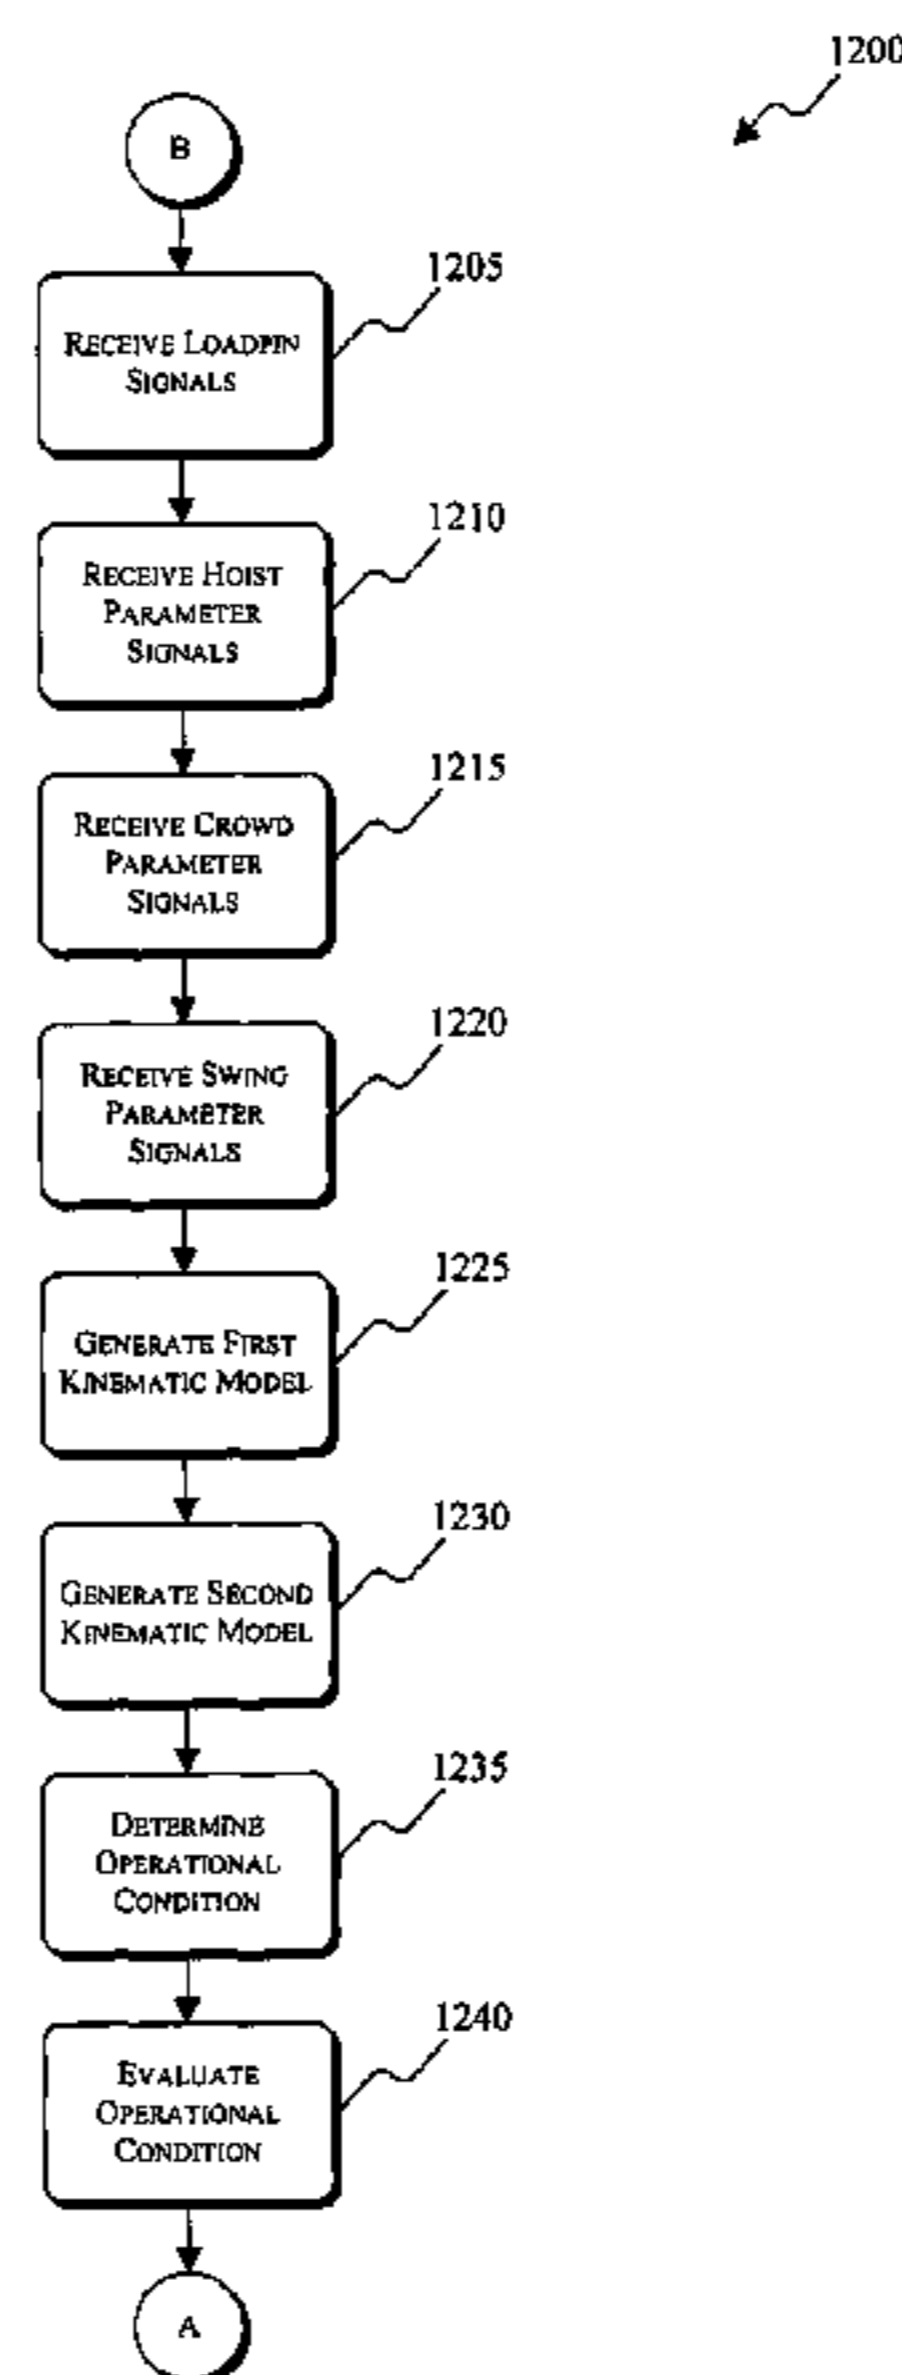 1200
B
1205
RECEIVE LOADPIN
SIGNALS
1210
RECEIVE HOIST
PARAMETER
SIGNALS
1215
RECEIVE CROWD
PARAMETER
SIGNALS
1220
RECEIVE SWING
PARAMETER
SIGNALS
1225
GENERATE FIRST
KINEMATIC MODEL
1230
GENERATE SECOND
KINEMATIC MODEL
1235
DETERMINE
OPERATIONAL
CONDITION
1240
EVALUATE
OPERATIONAL
CONDITION
A